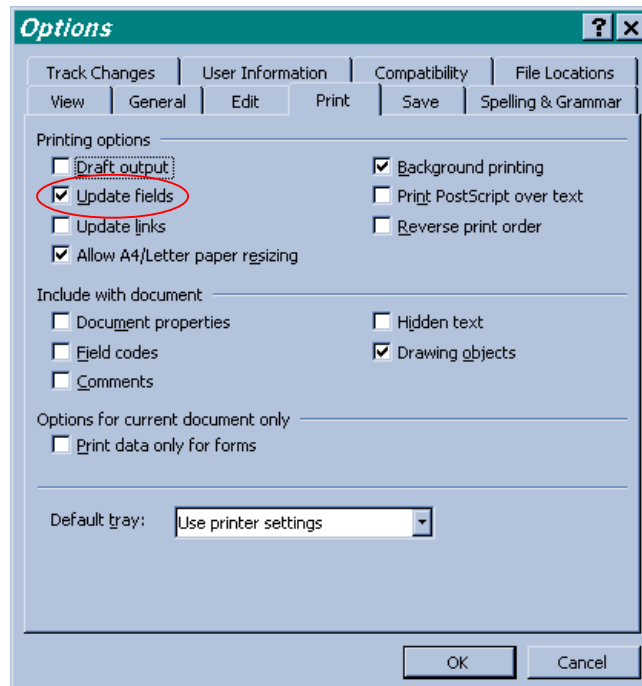 Options
Track Changes User Information Compatibility File Locations
View General Edit Print Save Spelling & Grammar
Printing options
Draft output Background printing
Update fields Print PostScript over text
Update links Reverse print order
Allow A4/Letter paper resizing
Include with document
Document properties Hidden text
Field codes Drawing objects
Comments
Options for current document only
Print data only for forms
Default tray: Use printer settings
OK Cancel